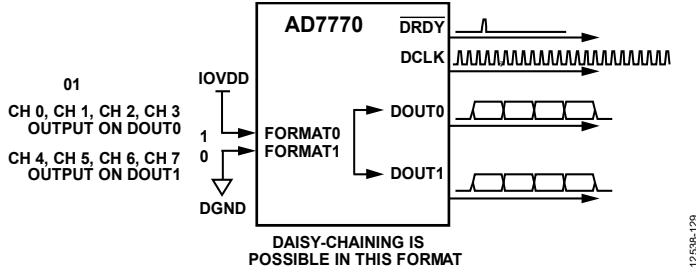 AD7770
DRDY
DCLK
01
IOVDD
CH 0, CH 1, CH 2, CH 3
OUTPUT ON DOUT0
1
FORMAT0
DOUT0
CH 4, CH 5, CH 6, CH 7
OUTPUT ON DOUT1
0
FORMAT1
DOUT1
DGND
DAISY-CHAINING IS
POSSIBLE IN THIS FORMAT
12538-129